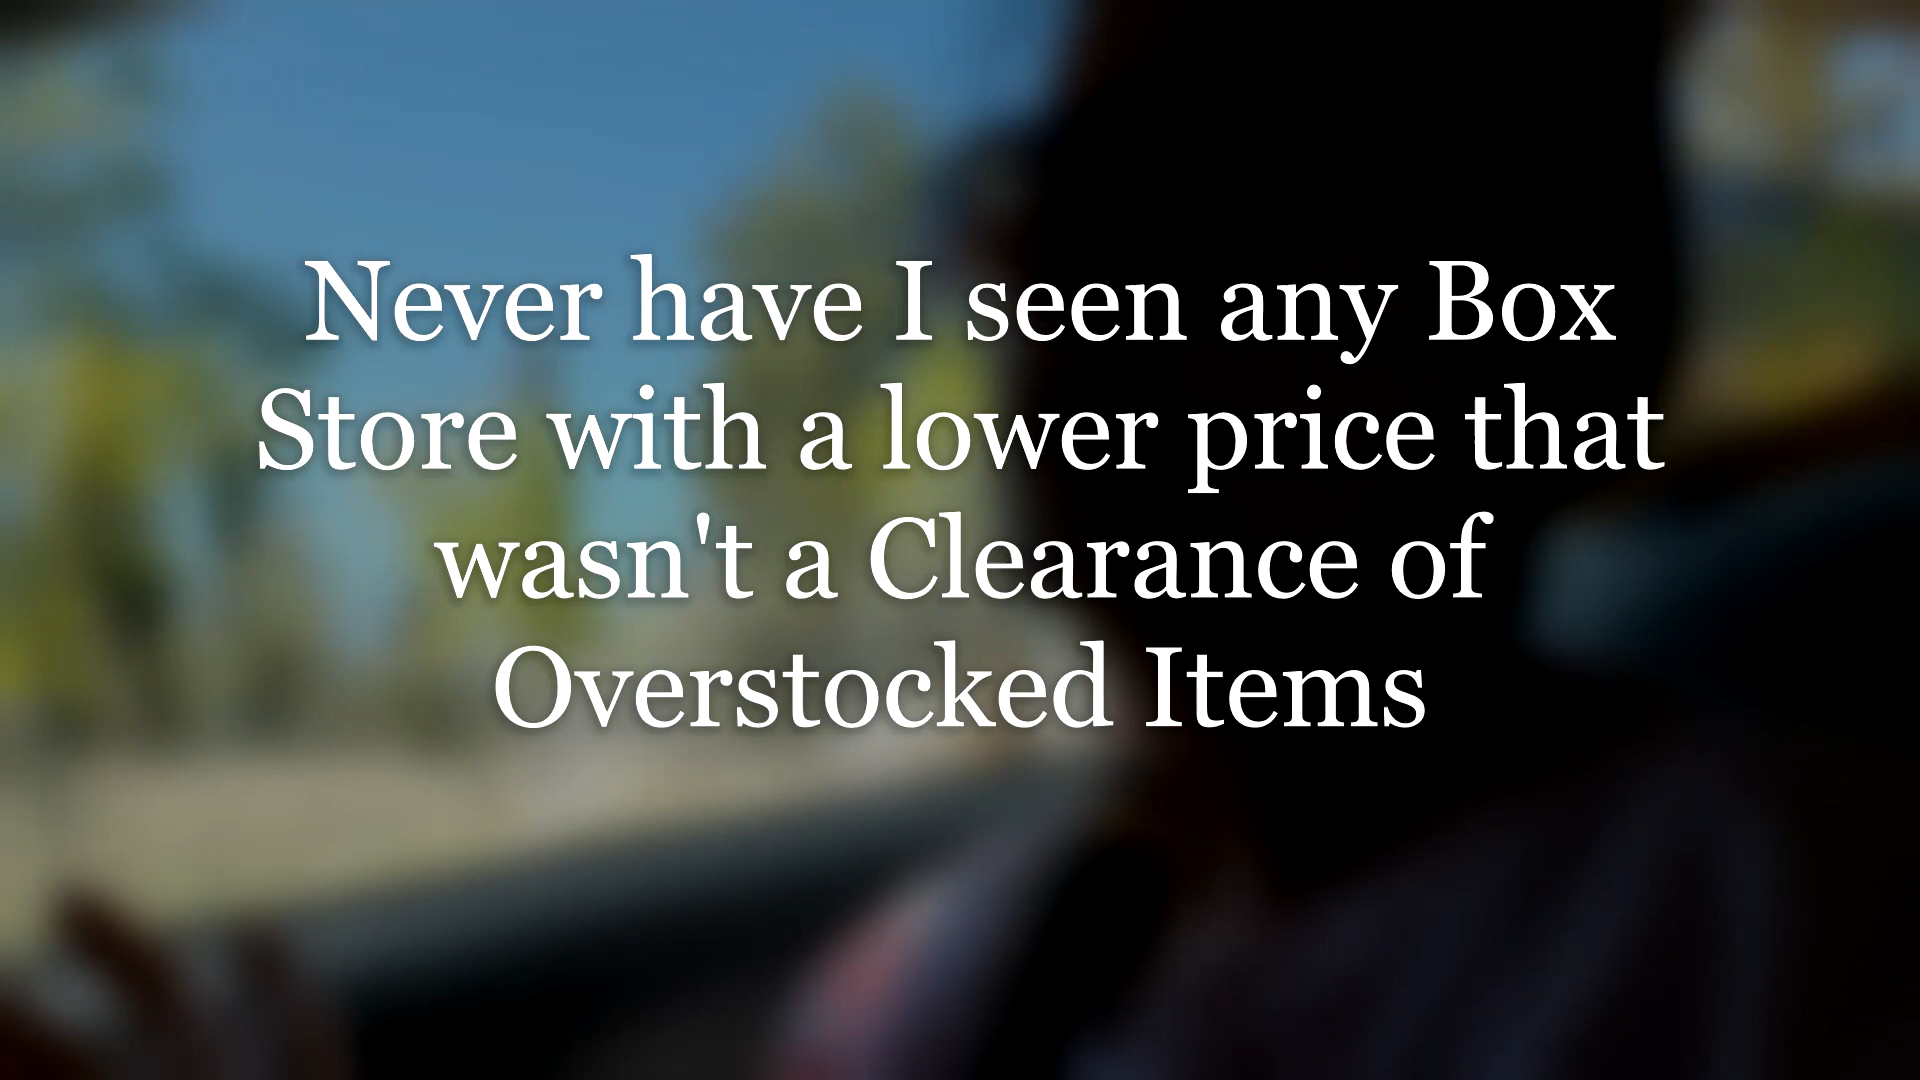 Never have I seen any Box
Store with a lower price that
wasn't a Clearance of
Overstocked Items